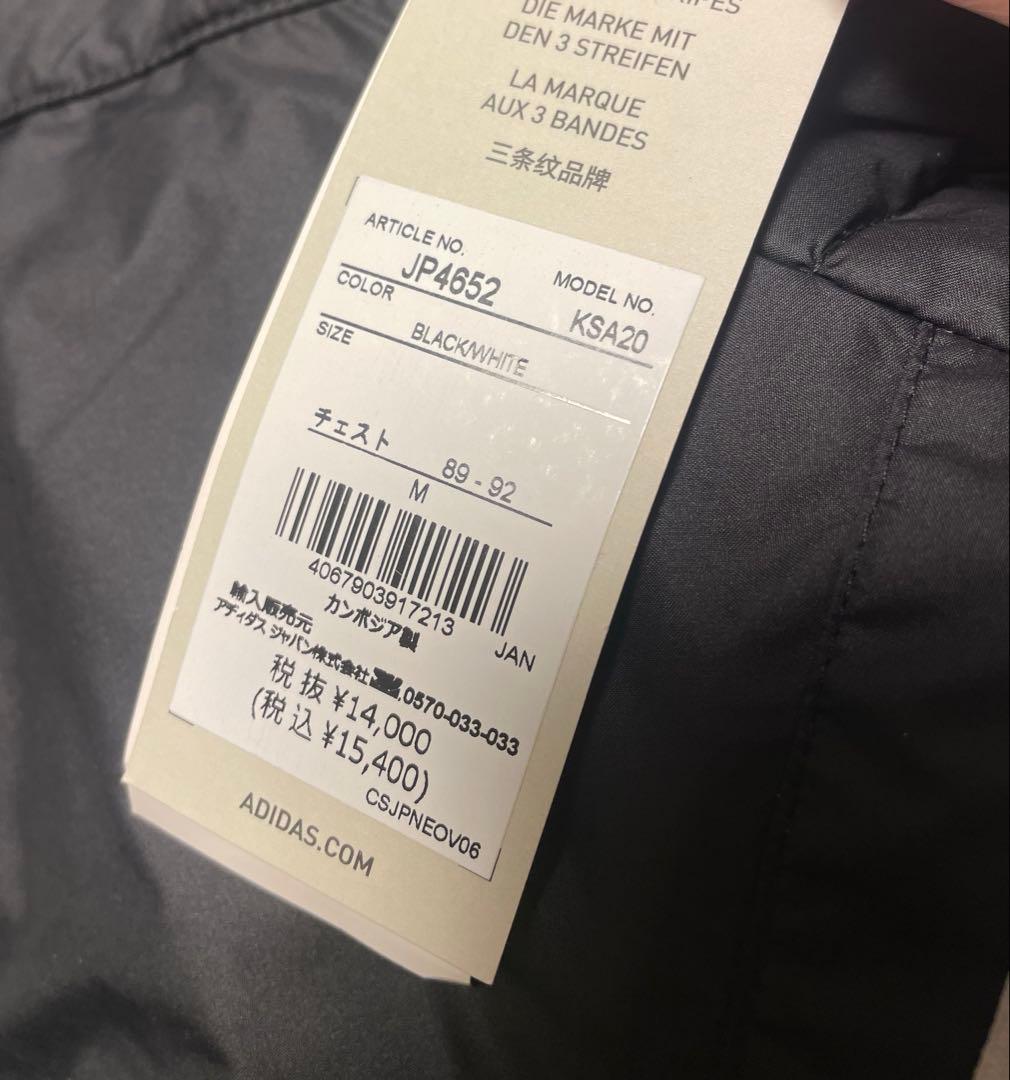 DIE MARKE MIT
DEN 3 STREIFEN
LA MARQUE
AUX 3 BANDES
三条纹品牌
ARTICLE NO.
JP4652
MODEL NO.
KSA20
COLOR
BLACK/WHITE
SIZE
チェスト
89 - 92
M
4067903917213
JAN
カンボジア製
輸入販売元
アディダス ジャパン株式会社 0570-033-033
税抜 ¥14,000
(税込 ¥15,400)
CSJPNEOV06
ADIDAS.COM